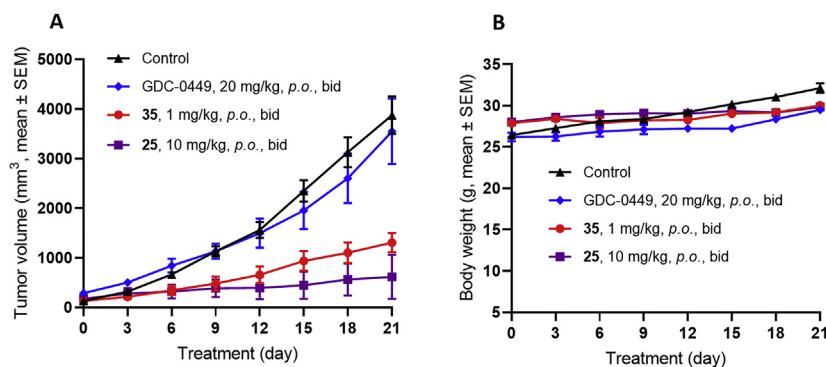 A
Control
GDC-0449, 20 mg/kg, p.o., bid
35, 1 mg/kg, p.o., bid
25, 10 mg/kg, p.o., bid
Tumor volume (mm³, mean ± SEM)
5000
4000
3000
2000
1000
0
0 3 6 9 12 15 18 21
Treatment (day)
B
Body weight (g, mean ± SEM)
35
30
25
20
15
10
5
Control
GDC-0449, 20 mg/kg, p.o., bid
35, 1 mg/kg, p.o., bid
25, 10 mg/kg, p.o., bid
0 3 6 9 12 15 18 21
Treatment (day)